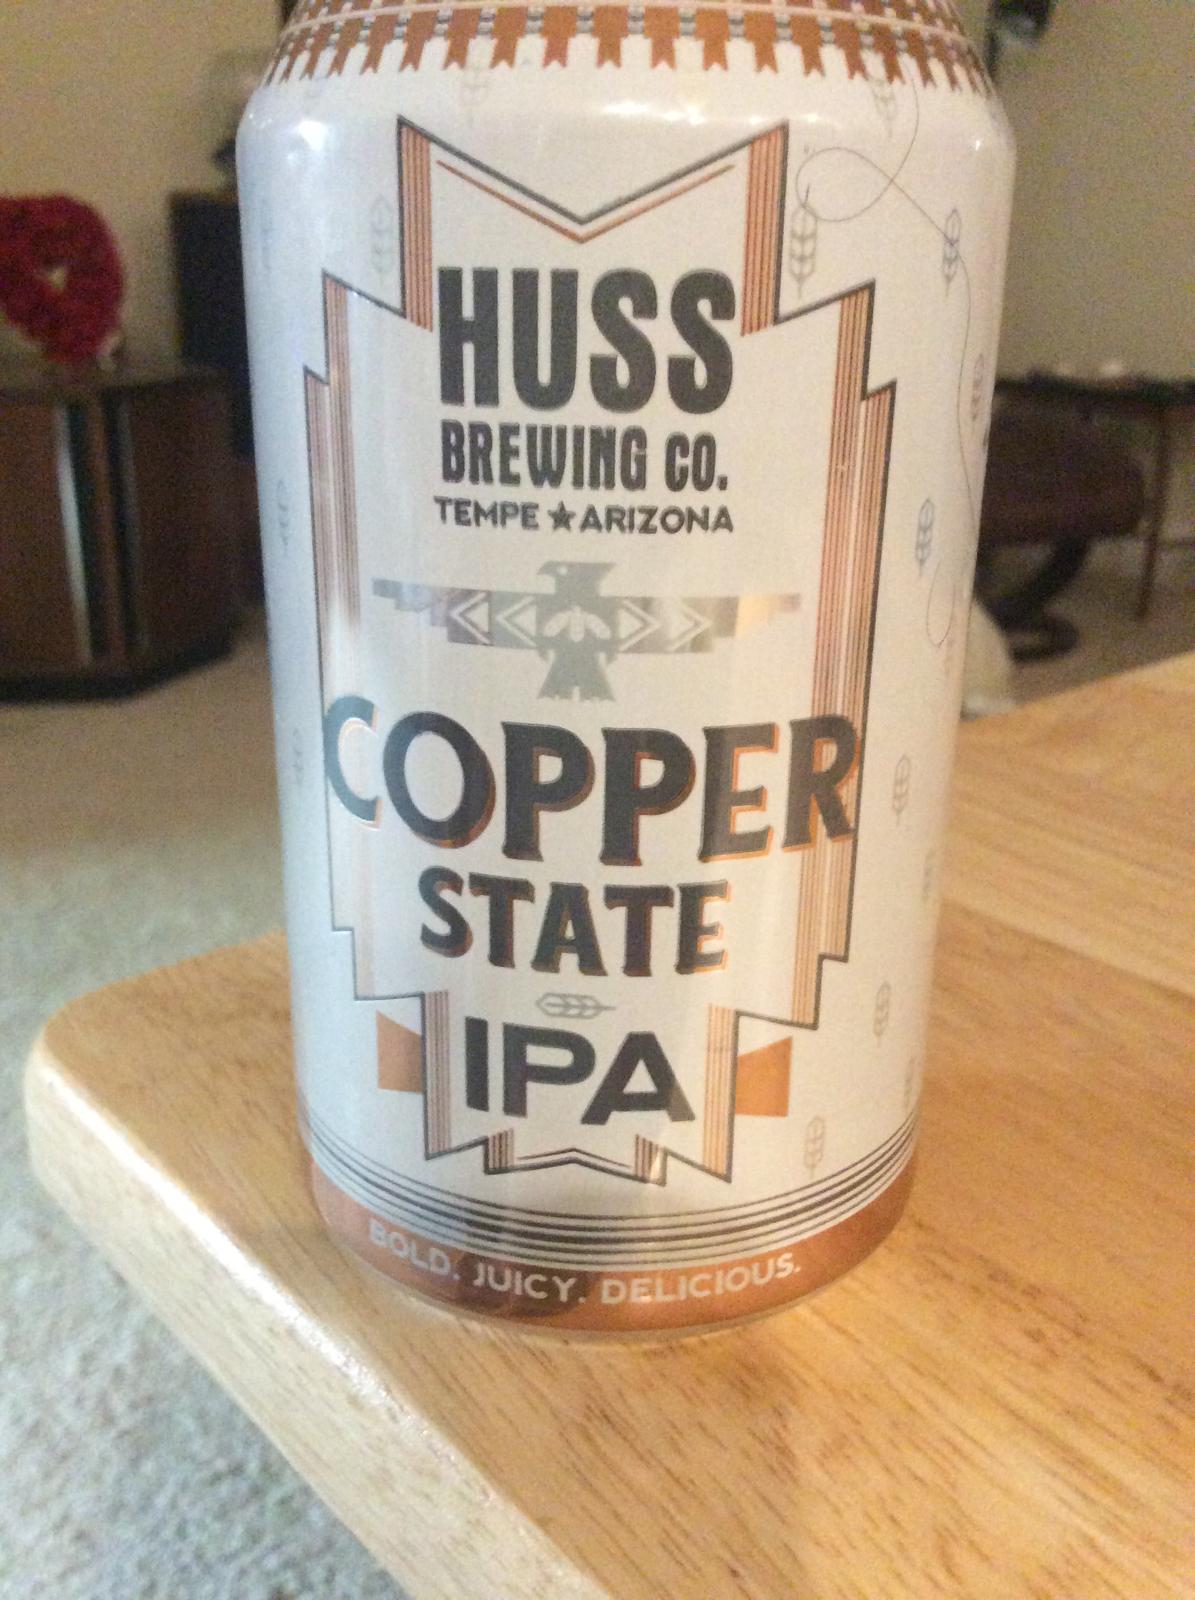 HUSS
BREWING CO.
TEMPE ★ ARIZONA
COPPER
STATE
IPA
BOLD. JUICY. DELICIOUS.